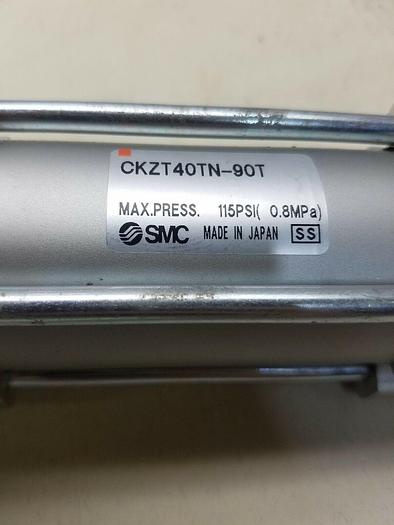 CKZT40TN-90T
MAX.PRESS. 115PSI( 0.8MPa)
SMC MADE IN JAPAN SS